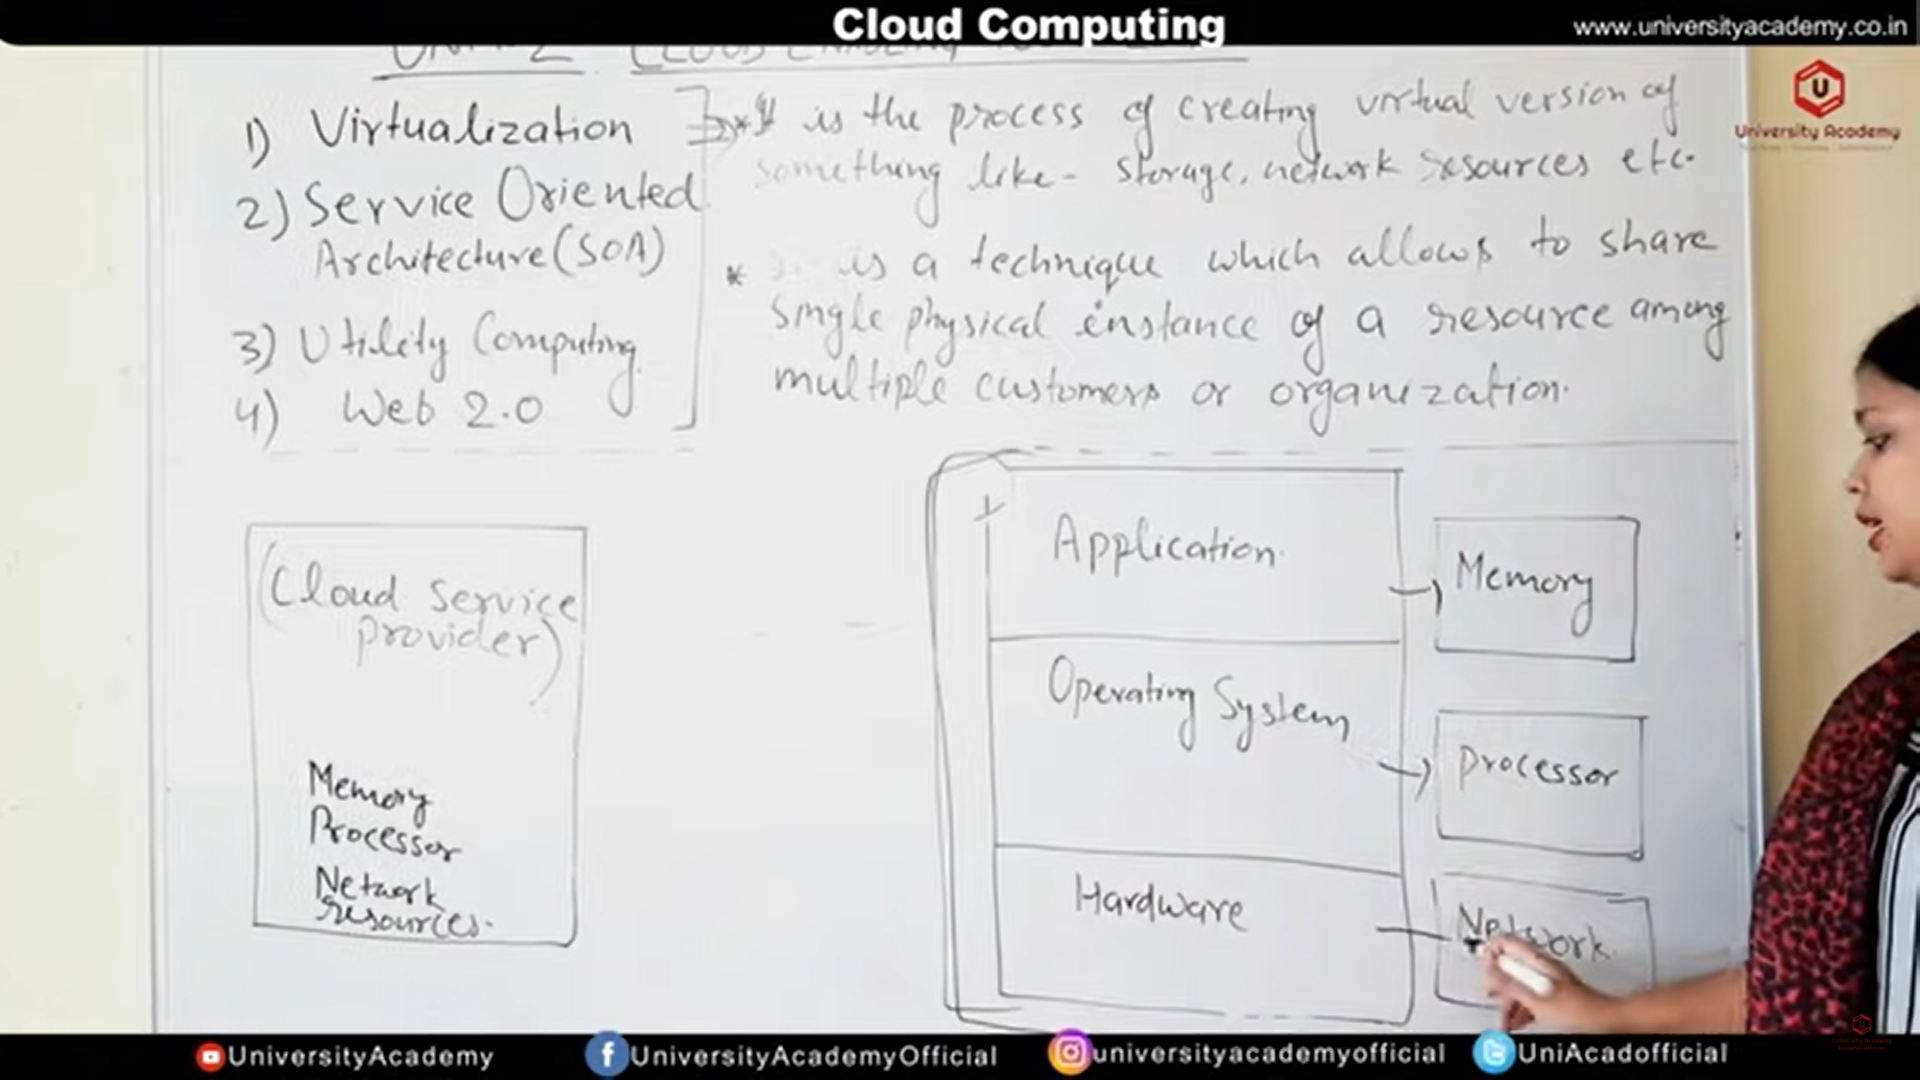 Cloud Computing
www.universityacademy.co.in
U
University Academy
1) Virtualization
2) Service Oriented
Architecture (SOA)
3) Utility Computing
4) Web 2.0
* It is the process of creating virtual version of
something like - storage, network resources etc.
* is a technique which allows to share
single physical instance of a resource among
multiple customers or organization.
(Cloud service
provider)
Memory
Processor
Network
resources.
Application
Operating System
Hardware
Memory
Processor
Network
UniversityAcademy
UniversityAcademyOfficial
universityacademyofficial
UniAcadofficial